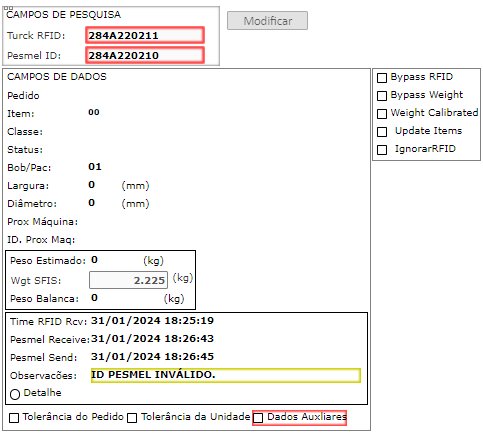 CAMPOS DE PESQUISA
Turck RFID: 284A220211
Pesmel ID: 284A220210
Modificar
CAMPOS DE DADOS
Pedido
Item: 00
Classe:
Status:
Bob/Pac: 01
Largura: 0 (mm)
Diâmetro: 0 (mm)
Prox Máquina:
ID. Prox Maq:
Peso Estimado: 0 (kg)
Wgt SFIS: 2.225 (kg)
Peso Balanca: 0 (kg)
Time RFID Rcv: 31/01/2024 18:25:19
Pesmel Receive: 31/01/2024 18:26:43
Pesmel Send: 31/01/2024 18:26:45
Observacões: ID PESMEL INVÁLIDO.
Detalhe
Tolerância do Pedido Tolerância da Unidade Dados Auxliares
Bypass RFID
Bypass Weight
Weight Calibrated
Update Items
IgnorarRFID